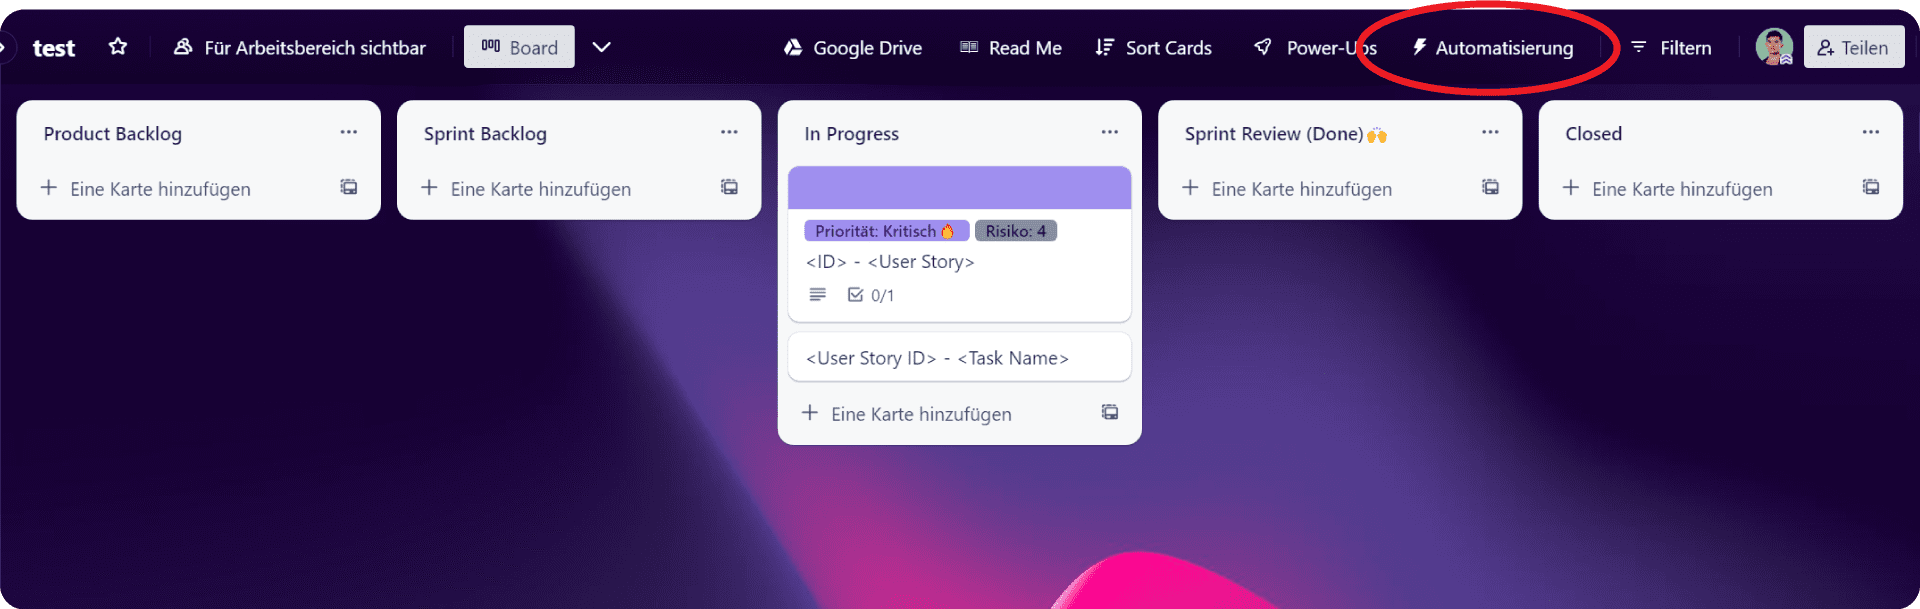 test Für Arbeitsbereich sichtbar Board Google Drive Read Me Sort Cards Power-Ups Automatisierung Filtern Teilen
Product Backlog
Eine Karte hinzufügen
Sprint Backlog
Eine Karte hinzufügen
In Progress
Priorität: Kritisch🔥 Risiko: 4
<ID> - <User Story>
0/1
<User Story ID> - <Task Name>
Eine Karte hinzufügen
Sprint Review (Done)🙌
Eine Karte hinzufügen
Closed
Eine Karte hinzufügen